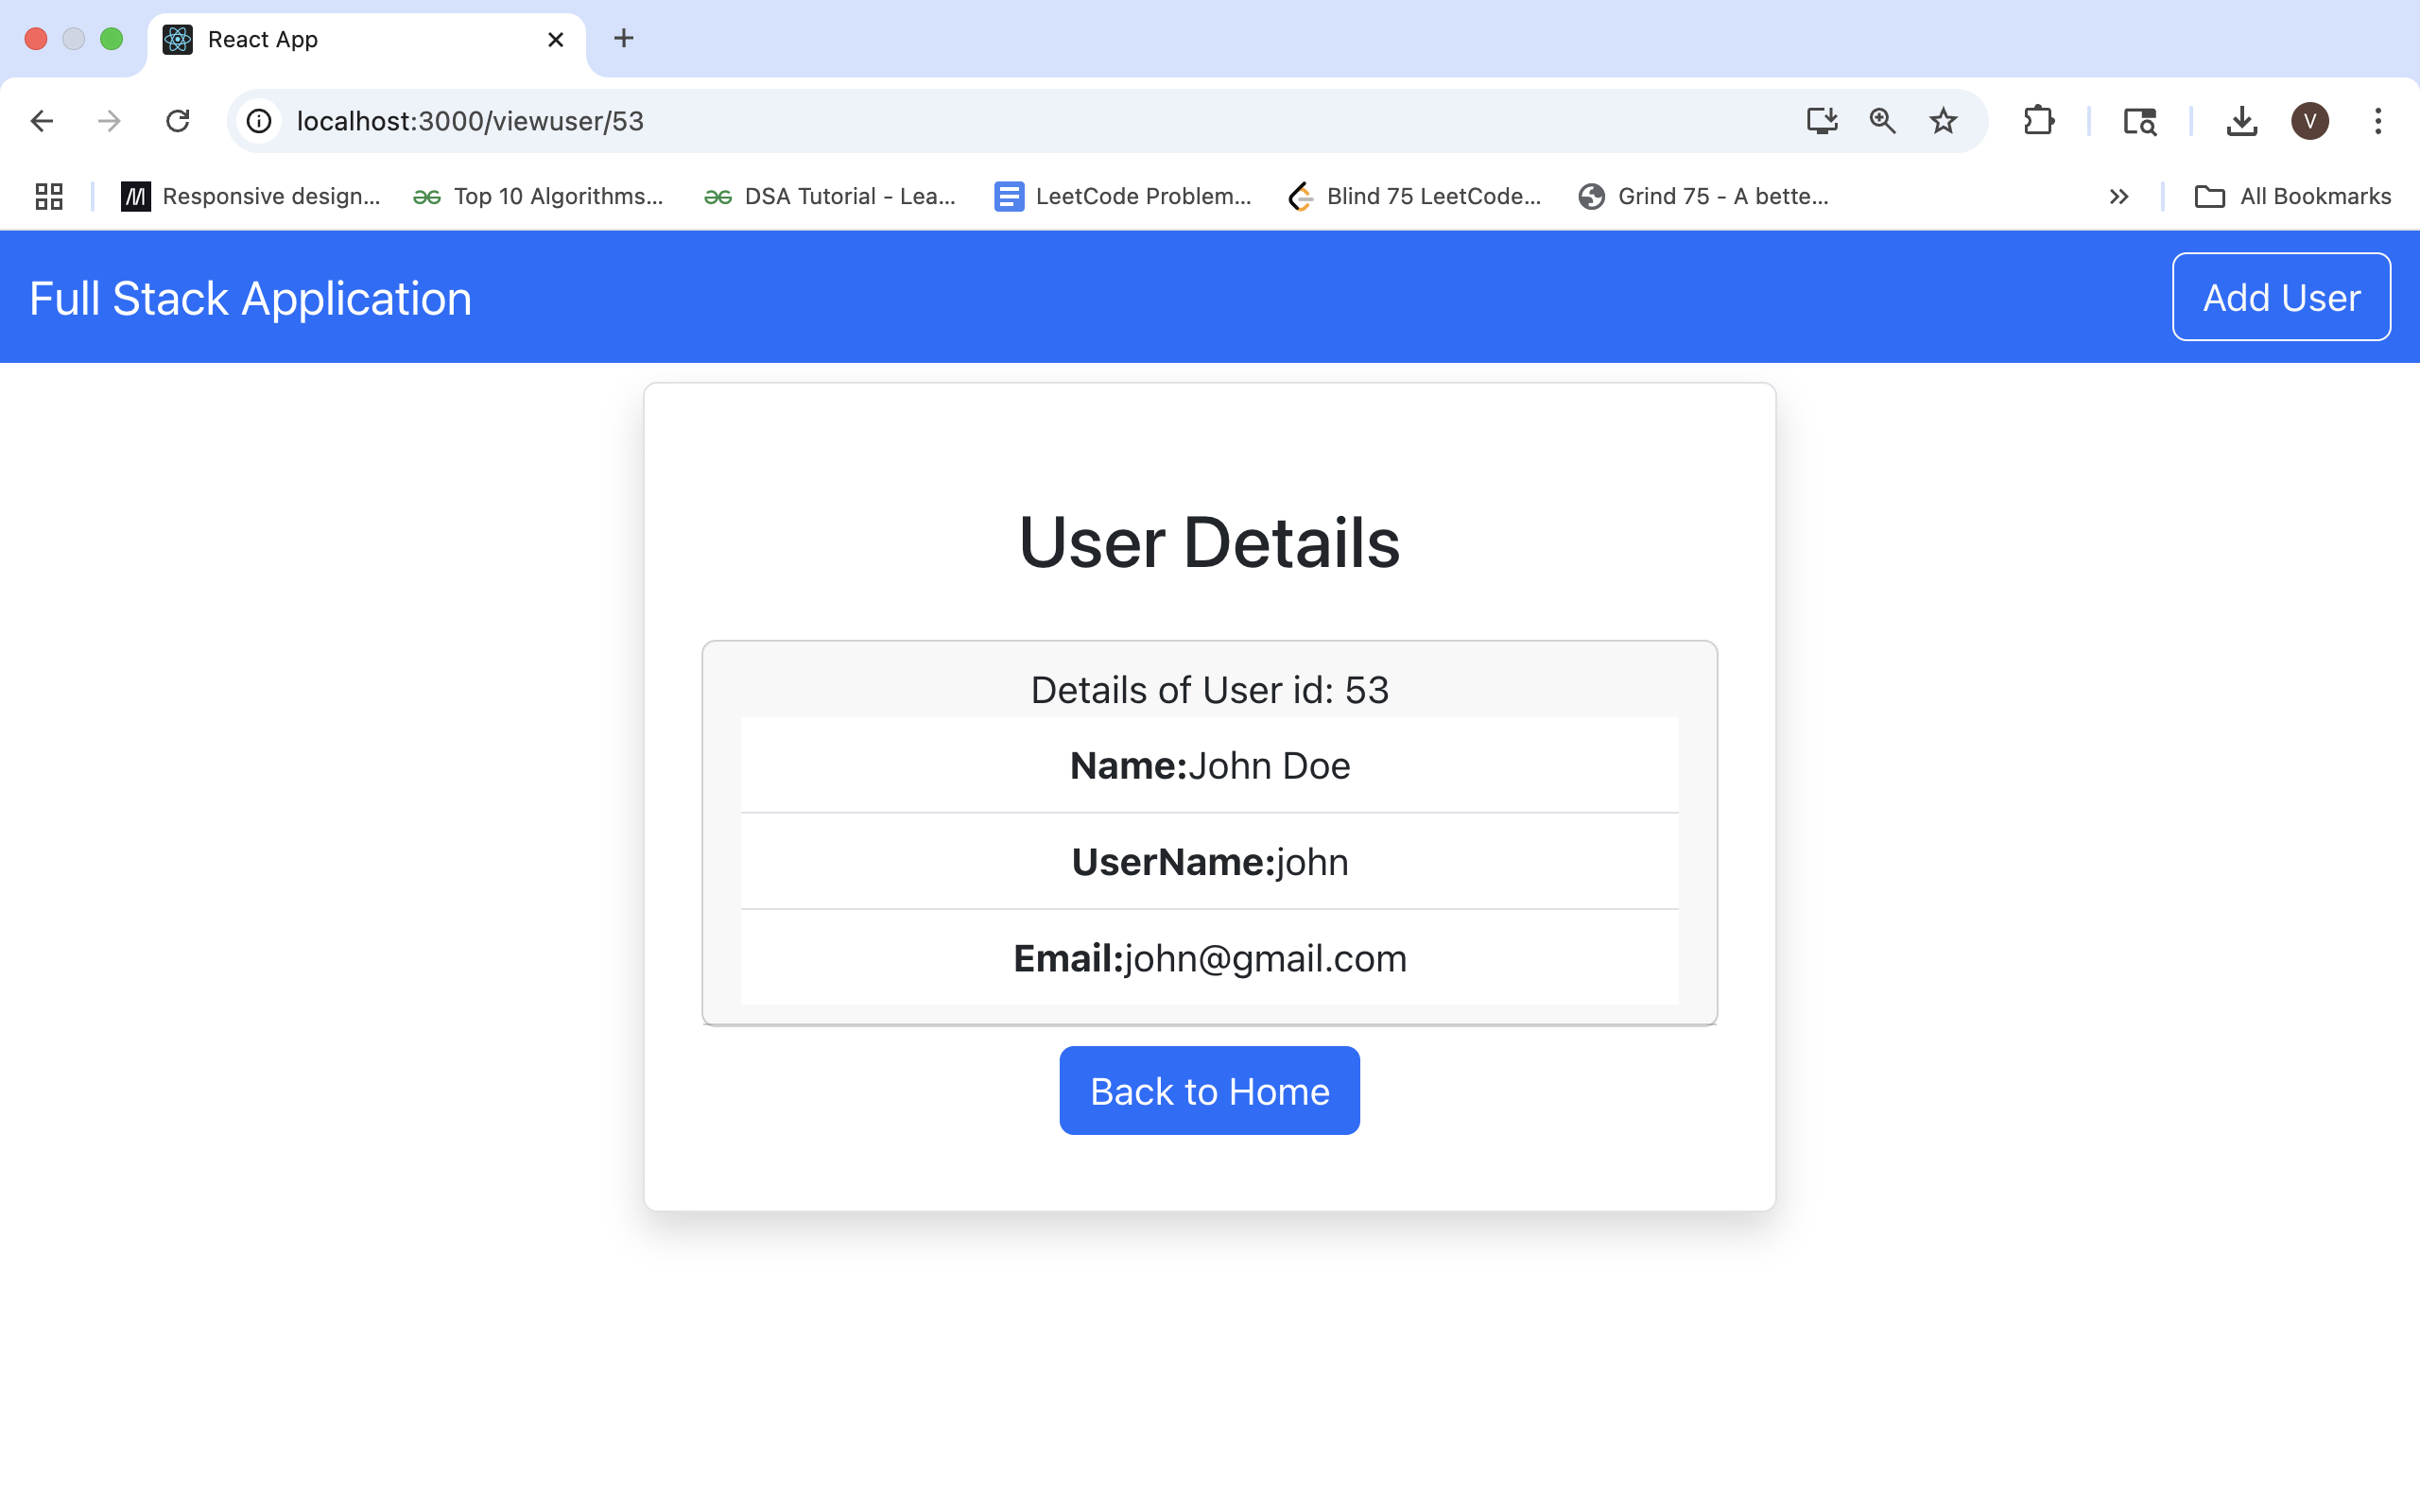 React App
localhost:3000/viewuser/53
V
Responsive design... Top 10 Algorithms... DSA Tutorial - Lea... LeetCode Problem... Blind 75 LeetCode... Grind 75 - A bette... All Bookmarks
Full Stack Application Add User
User Details
Details of User id: 53
Name:John Doe
UserName:john
Email:john@gmail.com
Back to Home